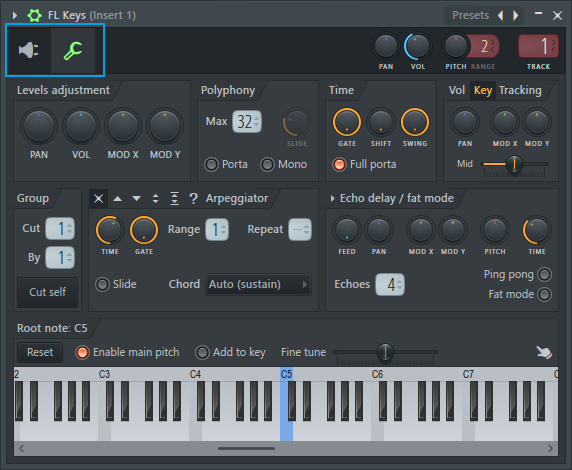 FL Keys (Insert 1) Presets
2 1
PAN VOL PITCH RANGE TRACK
Levels adjustment Polyphony Time Vol Key Tracking
Max 32
PAN VOL MOD X MOD Y SLIDE GATE SHIFT SWING PAN MOD X MOD Y
Porta Mono Full porta Mid
Group ? Arpeggiator Echo delay / fat mode
Cut 1 Range 1 Repeat ...
TIME GATE FEED PAN MOD X MOD Y PITCH TIME
By 1
Cut self Slide Chord Auto (sustain) Echoes 4 Ping pong
Fat mode
Root note: C5
Reset Enable main pitch Add to key Fine tune
2 C3 C4 C5 C6 C7 C